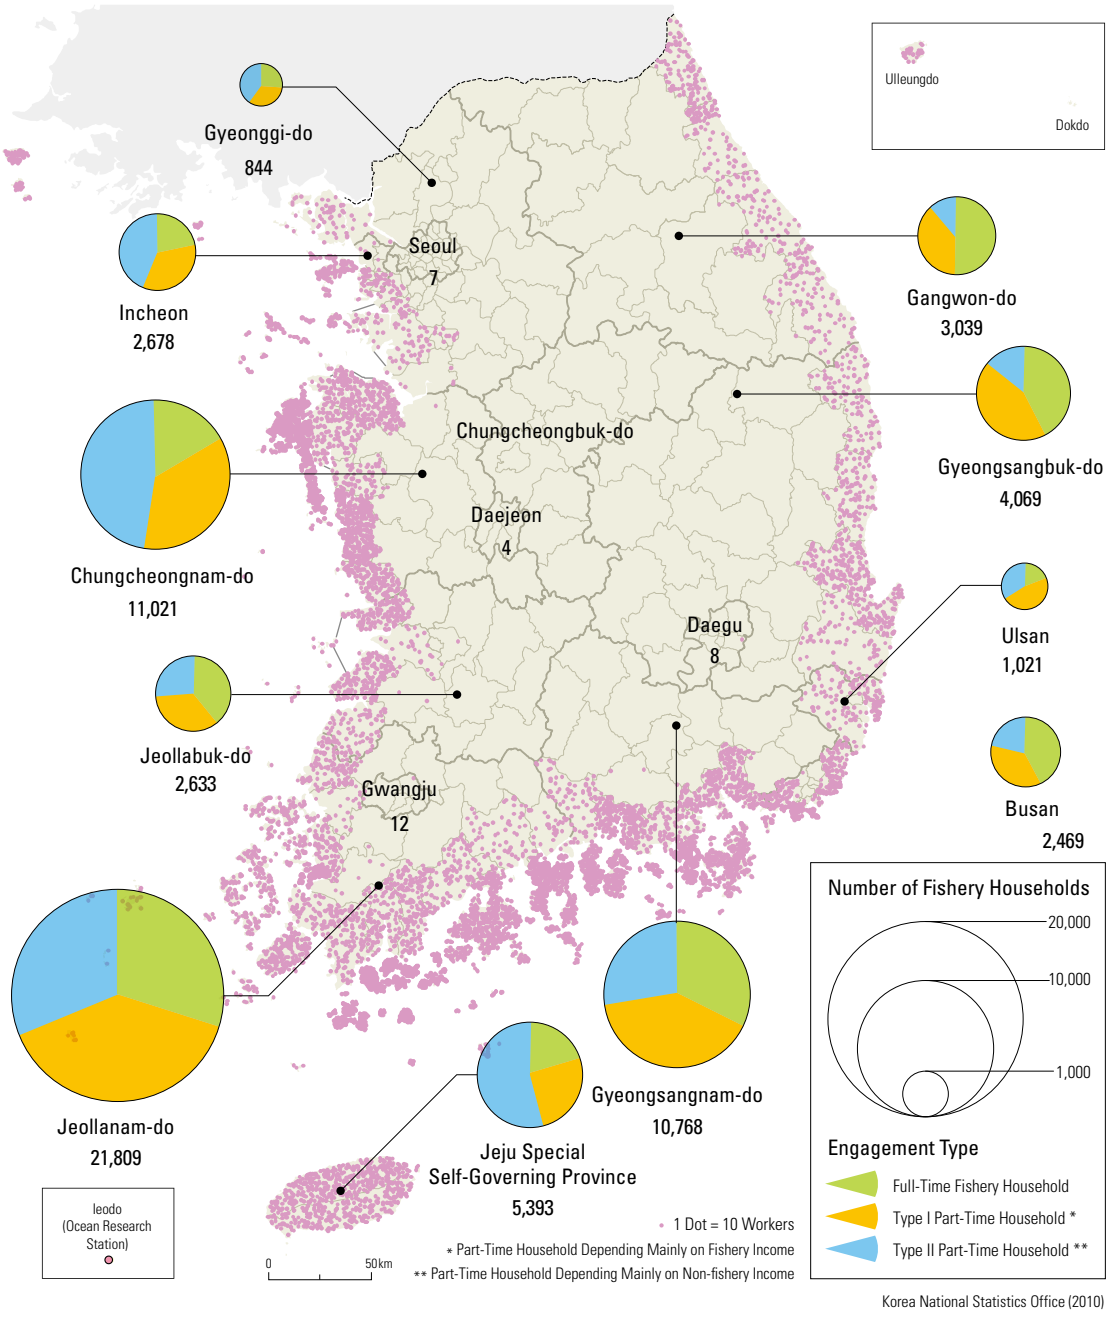 Ulleungdo
Dokdo
Gyeonggi-do
844
Seoul
7
Incheon
2,678
Gangwon-do
3,039
Chungcheongbuk-do
Gyeongsangbuk-do
4,069
Daejeon
4
Chungcheongnam-do
11,021
Daegu
8
Ulsan
1,021
Jeollabuk-do
2,633
Gwangju
12
Busan
2,469
Jeollanam-do
21,809
Gyeongsangnam-do
10,768
Jeju Special
Self-Governing Province
5,393
Ieodo
(Ocean Research
Station)
Number of Fishery Households
20,000
10,000
1,000
Engagement Type
Full-Time Fishery Household
Type I Part-Time Household *
Type II Part-Time Household **
1 Dot = 10 Workers
* Part-Time Household Depending Mainly on Fishery Income
** Part-Time Household Depending Mainly on Non-fishery Income
0 50km
Korea National Statistics Office (2010)